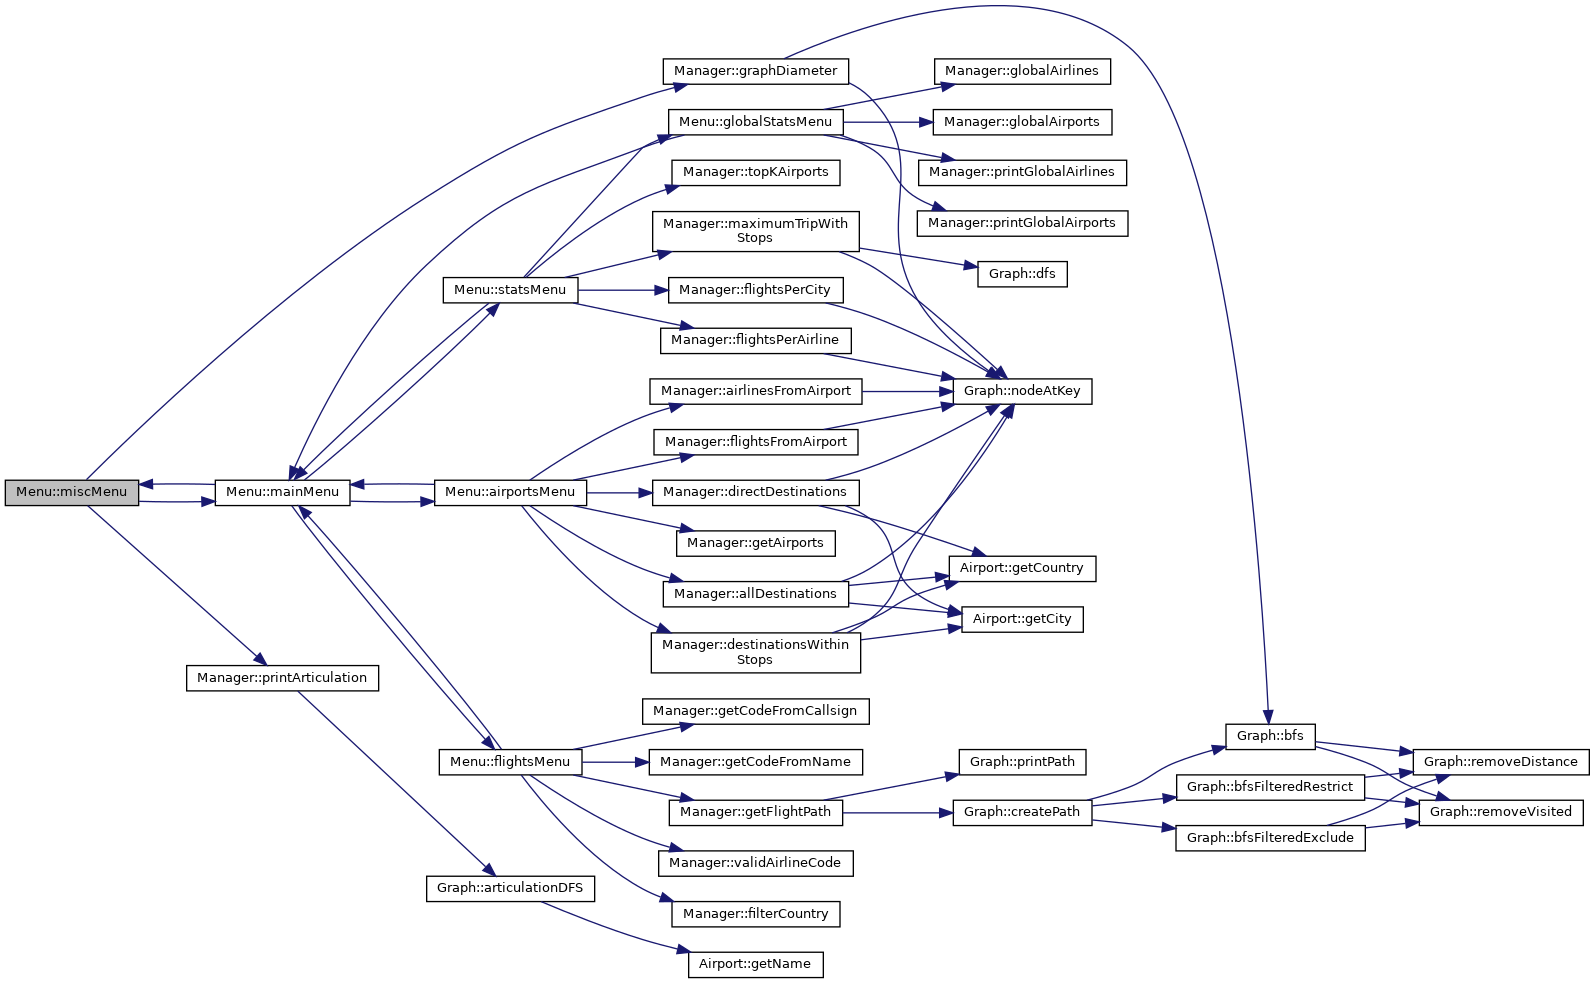 Manager::graphDiameter
Manager::globalAirlines
Menu::globalStatsMenu
Manager::globalAirports
Manager::topKAirports
Manager::printGlobalAirlines
Manager::maximumTripWith
Stops
Manager::printGlobalAirports
Graph::dfs
Menu::statsMenu
Manager::flightsPerCity
Manager::flightsPerAirline
Manager::airlinesFromAirport
Graph::nodeAtKey
Manager::flightsFromAirport
Menu::miscMenu
Menu::mainMenu
Menu::airportsMenu
Manager::directDestinations
Manager::getAirports
Airport::getCountry
Manager::allDestinations
Airport::getCity
Manager::destinationsWithin
Stops
Manager::printArticulation
Manager::getCodeFromCallsign
Graph::bfs
Menu::flightsMenu
Manager::getCodeFromName
Graph::printPath
Graph::removeDistance
Graph::bfsFilteredRestrict
Manager::getFlightPath
Graph::createPath
Graph::removeVisited
Graph::bfsFilteredExclude
Manager::validAirlineCode
Graph::articulationDFS
Manager::filterCountry
Airport::getName